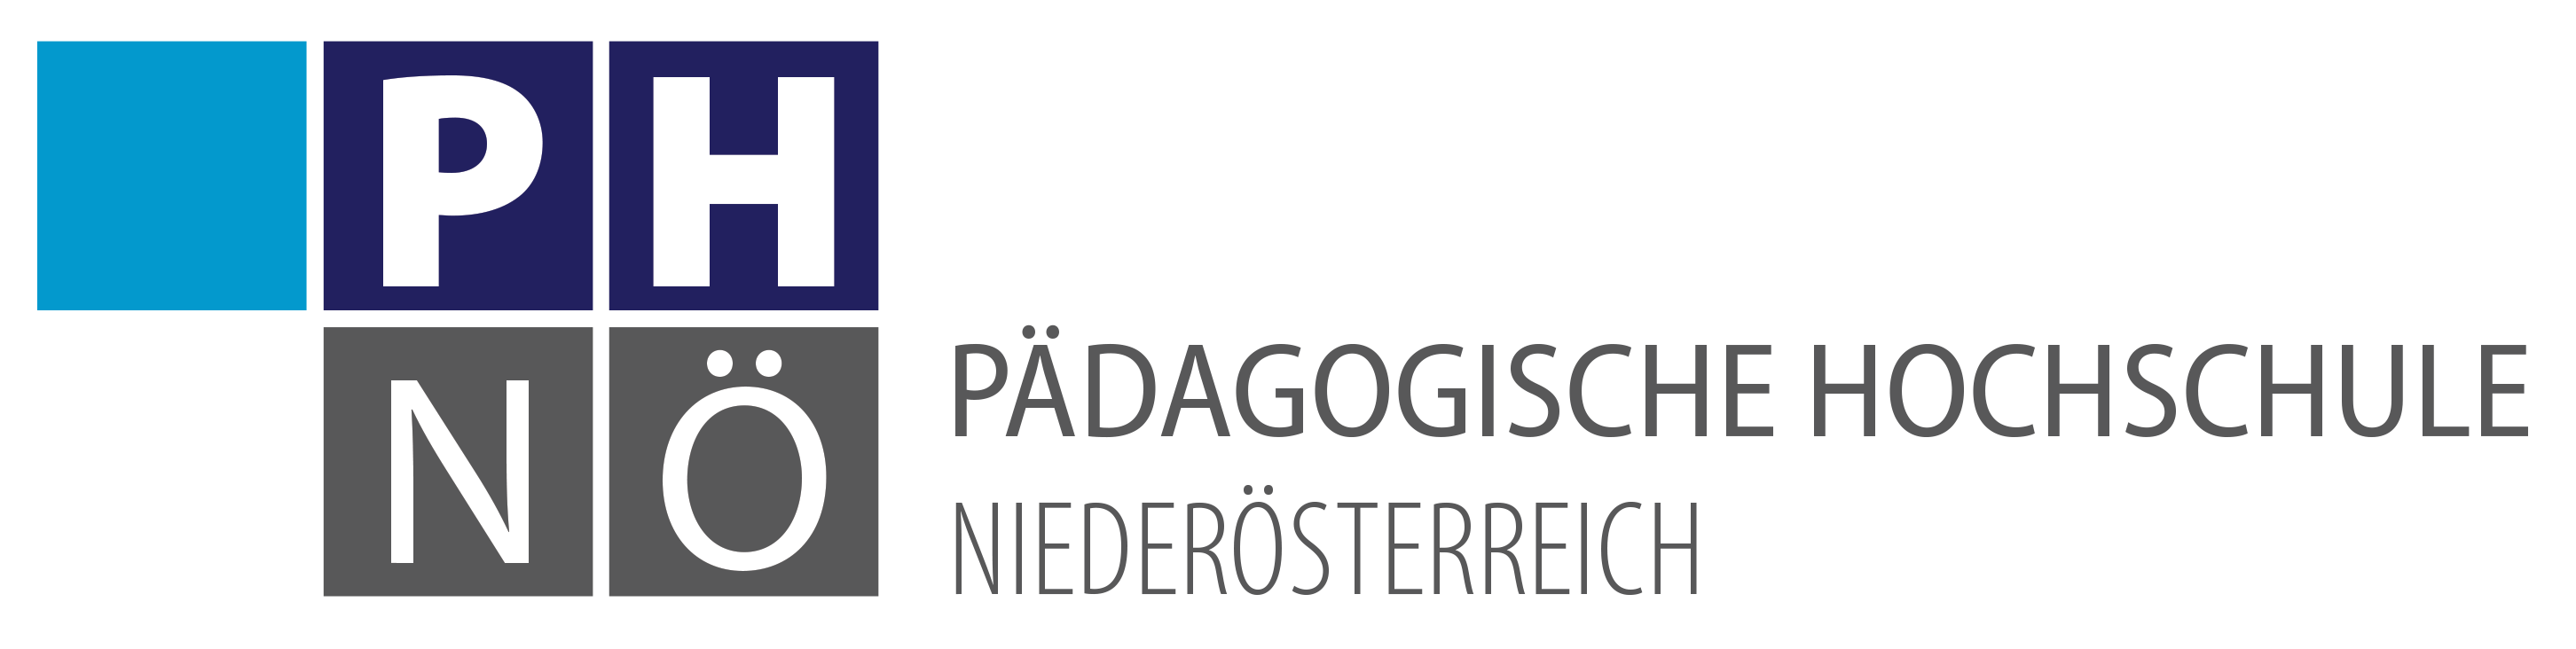 PH
NÖ
PÄDAGOGISCHE HOCHSCHULE
NIEDERÖSTERREICH